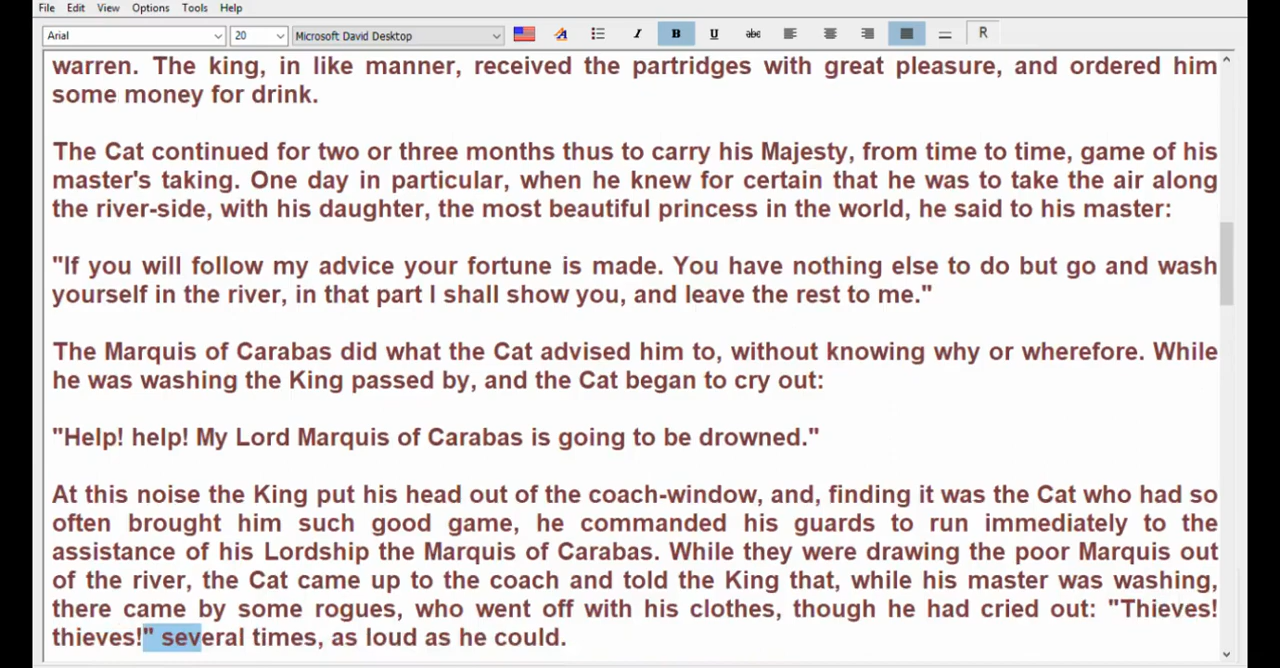 File Edit View Options Tools Help
Arial 20 Microsoft David Desktop I B U abc R
warren. The king, in like manner, received the partridges with great pleasure, and ordered him
some money for drink.
The Cat continued for two or three months thus to carry his Majesty, from time to time, game of his
master's taking. One day in particular, when he knew for certain that he was to take the air along
the river-side, with his daughter, the most beautiful princess in the world, he said to his master:
"If you will follow my advice your fortune is made. You have nothing else to do but go and wash
yourself in the river, in that part I shall show you, and leave the rest to me."
The Marquis of Carabas did what the Cat advised him to, without knowing why or wherefore. While
he was washing the King passed by, and the Cat began to cry out:
"Help! help! My Lord Marquis of Carabas is going to be drowned."
At this noise the King put his head out of the coach-window, and, finding it was the Cat who had so
often brought him such good game, he commanded his guards to run immediately to the
assistance of his Lordship the Marquis of Carabas. While they were drawing the poor Marquis out
of the river, the Cat came up to the coach and told the King that, while his master was washing,
there came by some rogues, who went off with his clothes, though he had cried out: "Thieves!
thieves!" several times, as loud as he could.